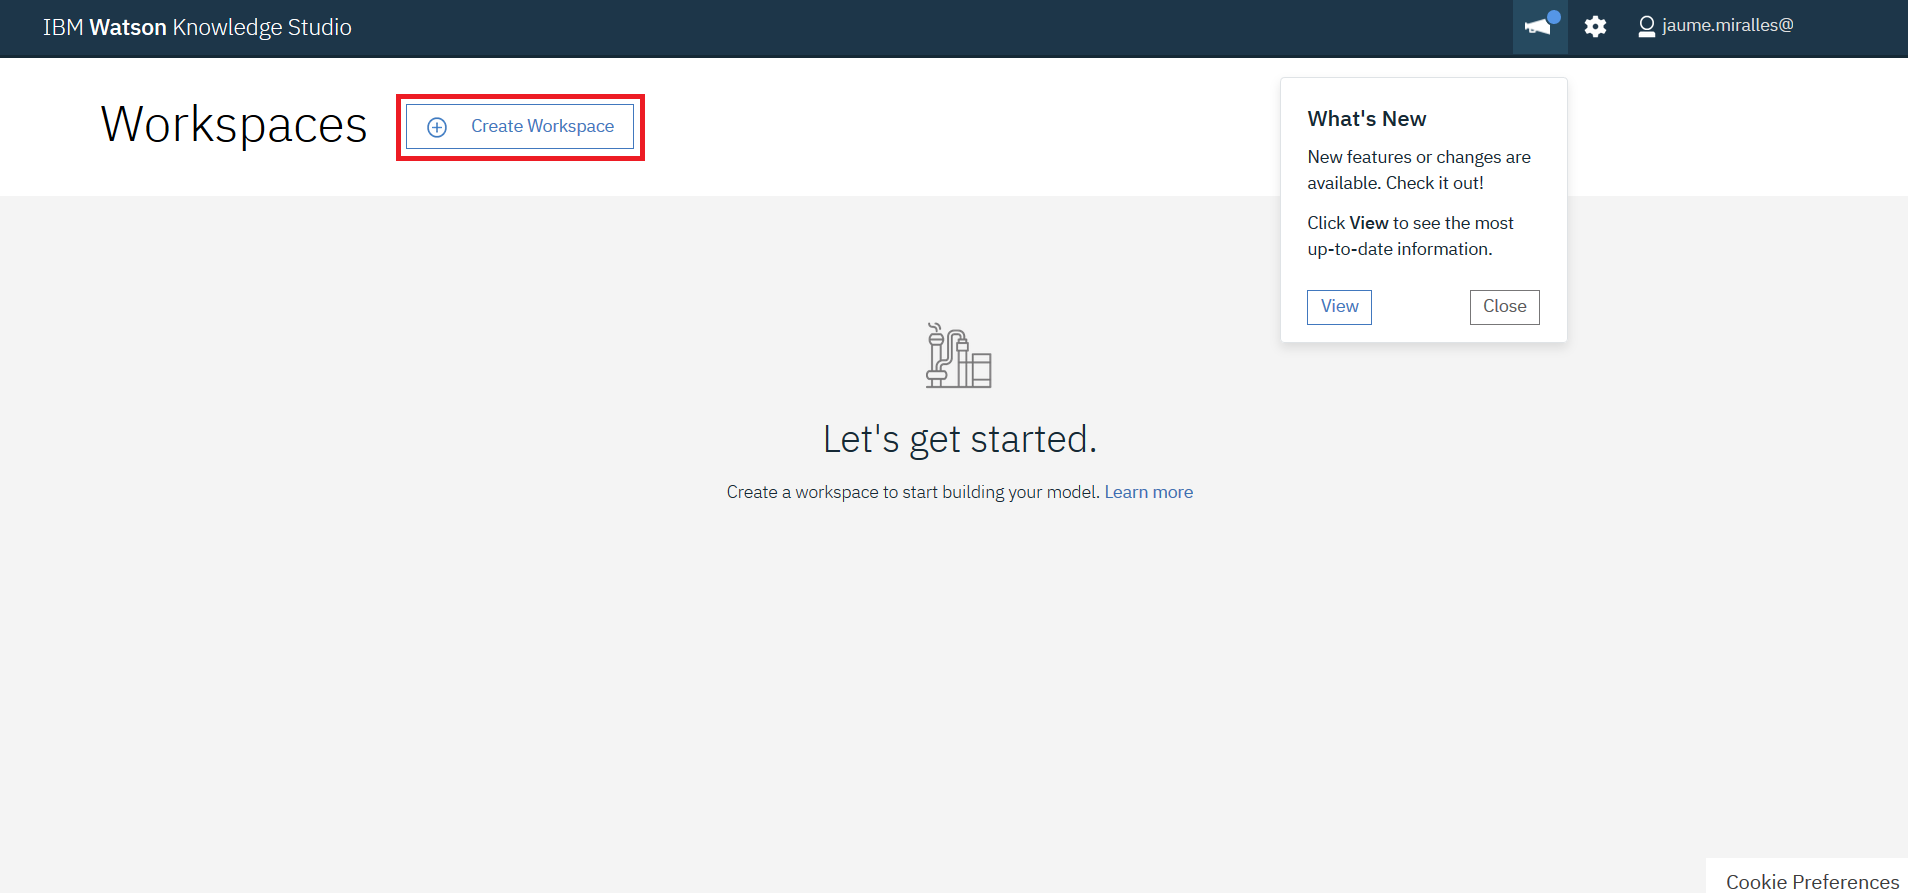 IBM Watson Knowledge Studio
jaume.miralles@
Workspaces
Create Workspace
What's New
New features or changes are
available. Check it out!
Click View to see the most
up-to-date information.
View
Close
Let's get started.
Create a workspace to start building your model. Learn more
Cookie Preferences